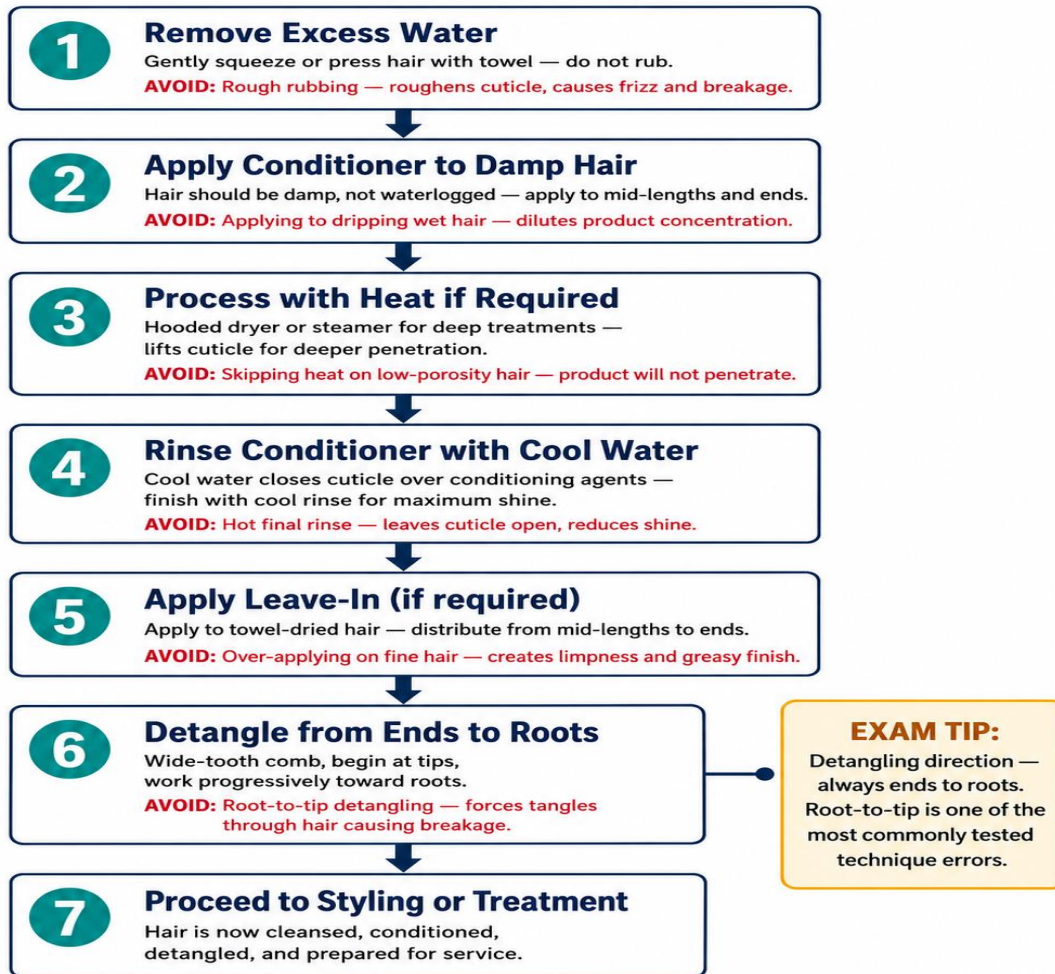 1
Remove Excess Water
Gently squeeze or press hair with towel — do not rub.
AVOID: Rough rubbing — roughens cuticle, causes frizz and breakage.
2
Apply Conditioner to Damp Hair
Hair should be damp, not waterlogged — apply to mid-lengths and ends.
AVOID: Applying to dripping wet hair — dilutes product concentration.
3
Process with Heat if Required
Hooded dryer or steamer for deep treatments —
lifts cuticle for deeper penetration.
AVOID: Skipping heat on low-porosity hair — product will not penetrate.
4
Rinse Conditioner with Cool Water
Cool water closes cuticle over conditioning agents —
finish with cool rinse for maximum shine.
AVOID: Hot final rinse — leaves cuticle open, reduces shine.
5
Apply Leave-In (if required)
Apply to towel-dried hair — distribute from mid-lengths to ends.
AVOID: Over-applying on fine hair — creates limpness and greasy finish.
6
Detangle from Ends to Roots
Wide-tooth comb, begin at tips,
work progressively toward roots.
AVOID: Root-to-tip detangling — forces tangles
through hair causing breakage.
EXAM TIP:
Detangling direction —
always ends to roots.
Root-to-tip is one of the
most commonly tested
technique errors.
7
Proceed to Styling or Treatment
Hair is now cleansed, conditioned,
detangled, and prepared for service.